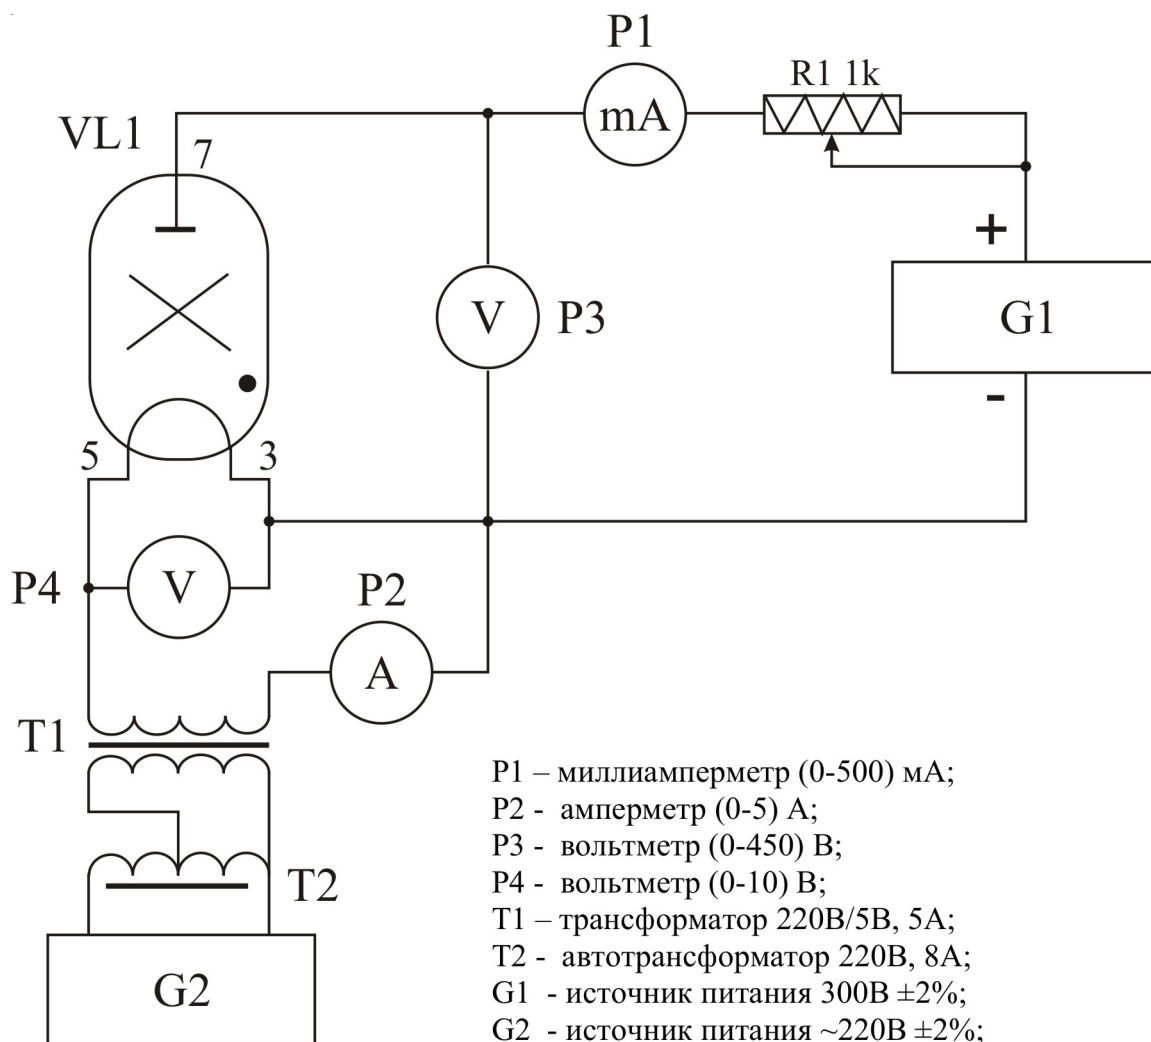 P1
R1 1k
mA
VL1
7
+
V
P3
G1
-
5
3
P4
V
P2
A
T1
T2
G2
P1 – миллиамперметр (0-500) мА;
P2 - амперметр (0-5) А;
P3 - вольтметр (0-450) В;
P4 - вольтметр (0-10) В;
T1 – трансформатор 220В/5В, 5А;
T2 - автотрансформатор 220В, 8А;
G1 - источник питания 300В ±2%;
G2 - источник питания ~220В ±2%;